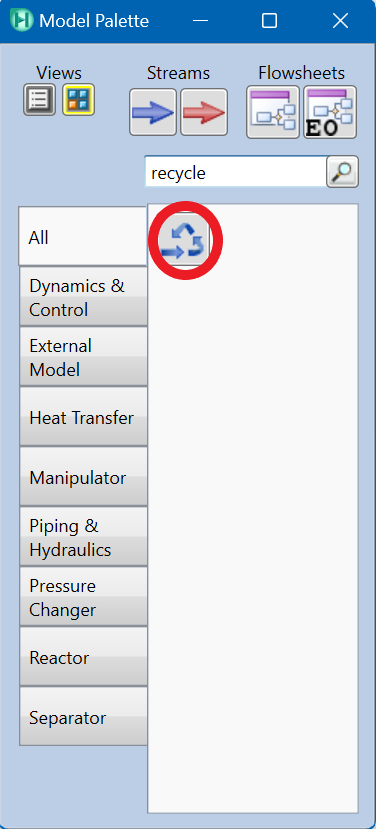 Model Palette
Views
Streams
Flowsheets
EO
recycle
All
Dynamics &
Control
External
Model
Heat Transfer
Manipulator
Piping &
Hydraulics
Pressure
Changer
Reactor
Separator